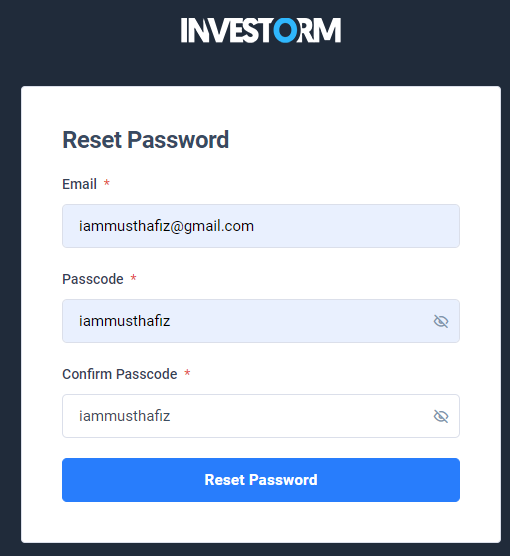 INVESTORM
Reset Password
Email *
iammusthafiz@gmail.com
Passcode *
iammusthafiz
Confirm Passcode *
iammusthafiz
Reset Password